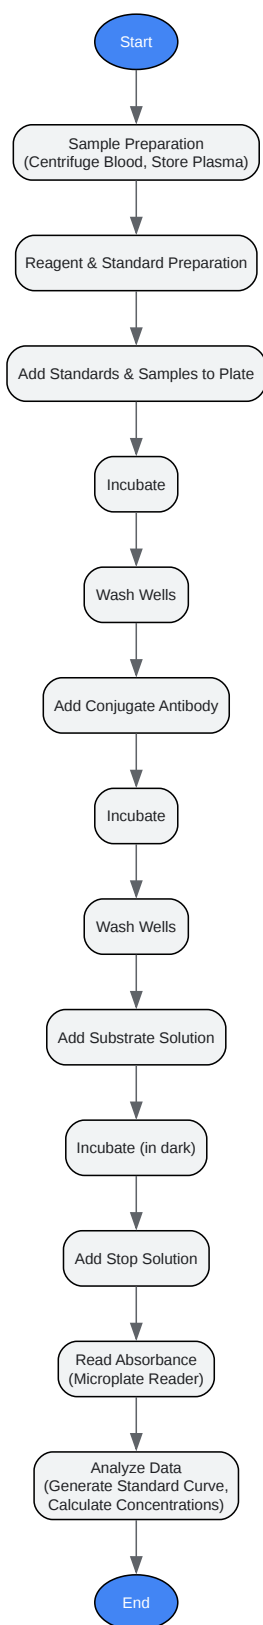 Start
Sample Preparation
(Centrifuge Blood, Store Plasma)
Reagent & Standard Preparation
Add Standards & Samples to Plate
Incubate
Wash Wells
Add Conjugate Antibody
Incubate
Wash Wells
Add Substrate Solution
Incubate (in dark)
Add Stop Solution
Read Absorbance
(Microplate Reader)
Analyze Data
(Generate Standard Curve,
Calculate Concentrations)
End